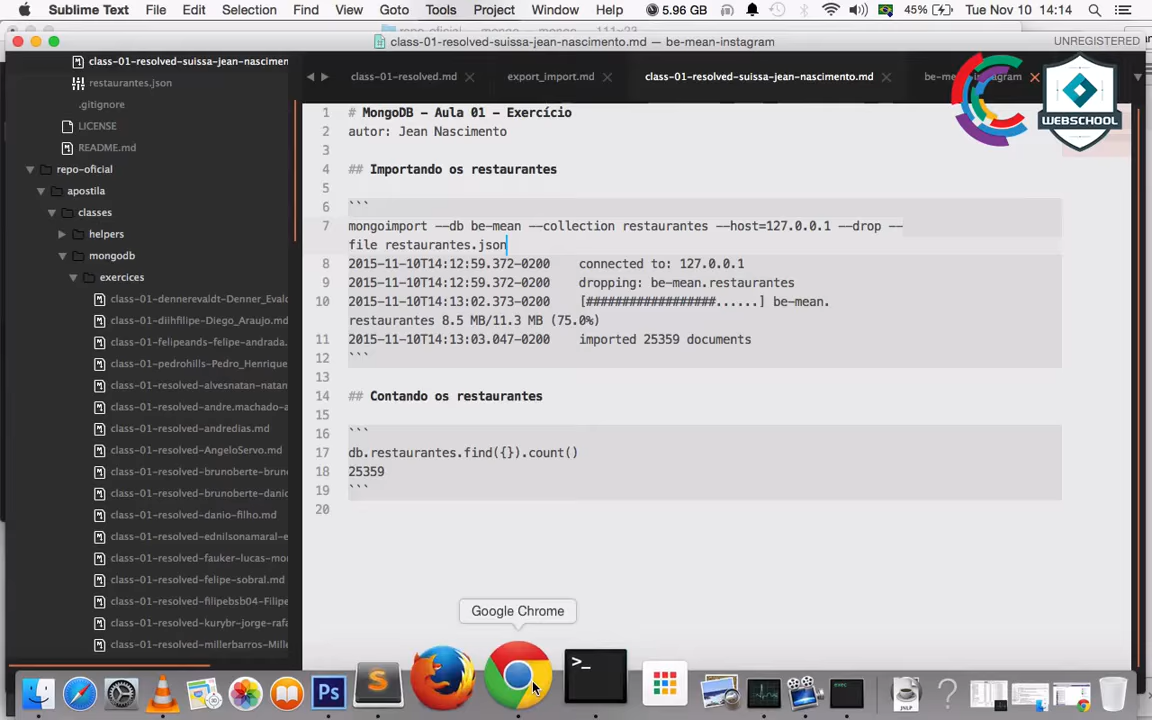 Sublime Text File Edit Selection Find View Goto Tools Project Window Help 5.96 GB 45% Tue Nov 10 14:14
class-01-resolved-suissa-jean-nascimento.md — be-mean-instagram UNREGISTERED
class-01-resolved.md export_import.md class-01-resolved-suissa-jean-nascimento.md be-mean-instagram
WEBSCHOOL
class-01-resolved-suissa-jean-nascimen
restaurantes.json
.gitignore
LICENSE
README.md
repo-oficial
apostila
classes
helpers
mongodb
exercices
class-01-dennerevaldt-Denner_Evald
class-01-diihfilipe-Diego_Araujo.md
class-01-felipeands-felipe-andrada.
class-01-pedrohills-Pedro_Henrique
class-01-resolved-alvesnatan-natan
class-01-resolved-andre.machado-a
class-01-resolved-andredias.md
class-01-resolved-AngeloServo.md
class-01-resolved-brunoberte-brun
class-01-resolved-brunoberte-danie
class-01-resolved-danio-filho.md
class-01-resolved-ednilsonamaral-e
class-01-resolved-fauker-lucas-mo
class-01-resolved-felipe-sobral.md
class-01-resolved-filipebsb04-Filipe
class-01-resolved-kurybr-jorge-rafa
class-01-resolved-millerbarros-Mille
1 # MongoDB – Aula 01 – Exercício
2 autor: Jean Nascimento
3
4 ## Importando os restaurantes
5
6 ```
7 mongoimport --db be-mean --collection restaurantes --host=127.0.0.1 --drop --
file restaurantes.json
8 2015-11-10T14:12:59.372-0200 connected to: 127.0.0.1
9 2015-11-10T14:12:59.372-0200 dropping: be-mean.restaurantes
10 2015-11-10T14:13:02.373-0200 [##################......] be-mean.
restaurantes 8.5 MB/11.3 MB (75.0%)
11 2015-11-10T14:13:03.047-0200 imported 25359 documents
12 ```
13
14 ## Contando os restaurantes
15
16 ```
17 db.restaurantes.find({}).count()
18 25359
19 ```
20
Google Chrome
Ps
S
>_
exec
JNLP